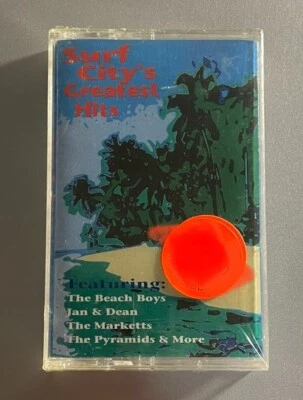 Surf
City's
Greatest
Hits
Featuring:
The Beach Boys
Jan & Dean
The Marketts
The Pyramids & More